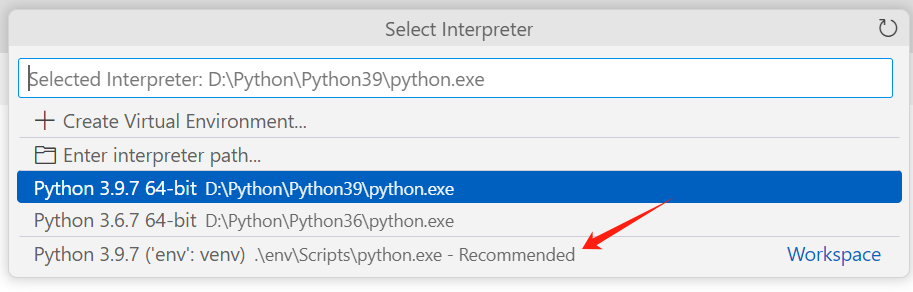 Select Interpreter
Selected Interpreter: D:\Python\Python39\python.exe
Create Virtual Environment...
Enter interpreter path...
Python 3.9.7 64-bit D:\Python\Python39\python.exe
Python 3.6.7 64-bit D:\Python\Python36\python.exe
Python 3.9.7 ('env': venv) .\env\Scripts\python.exe - Recommended Workspace